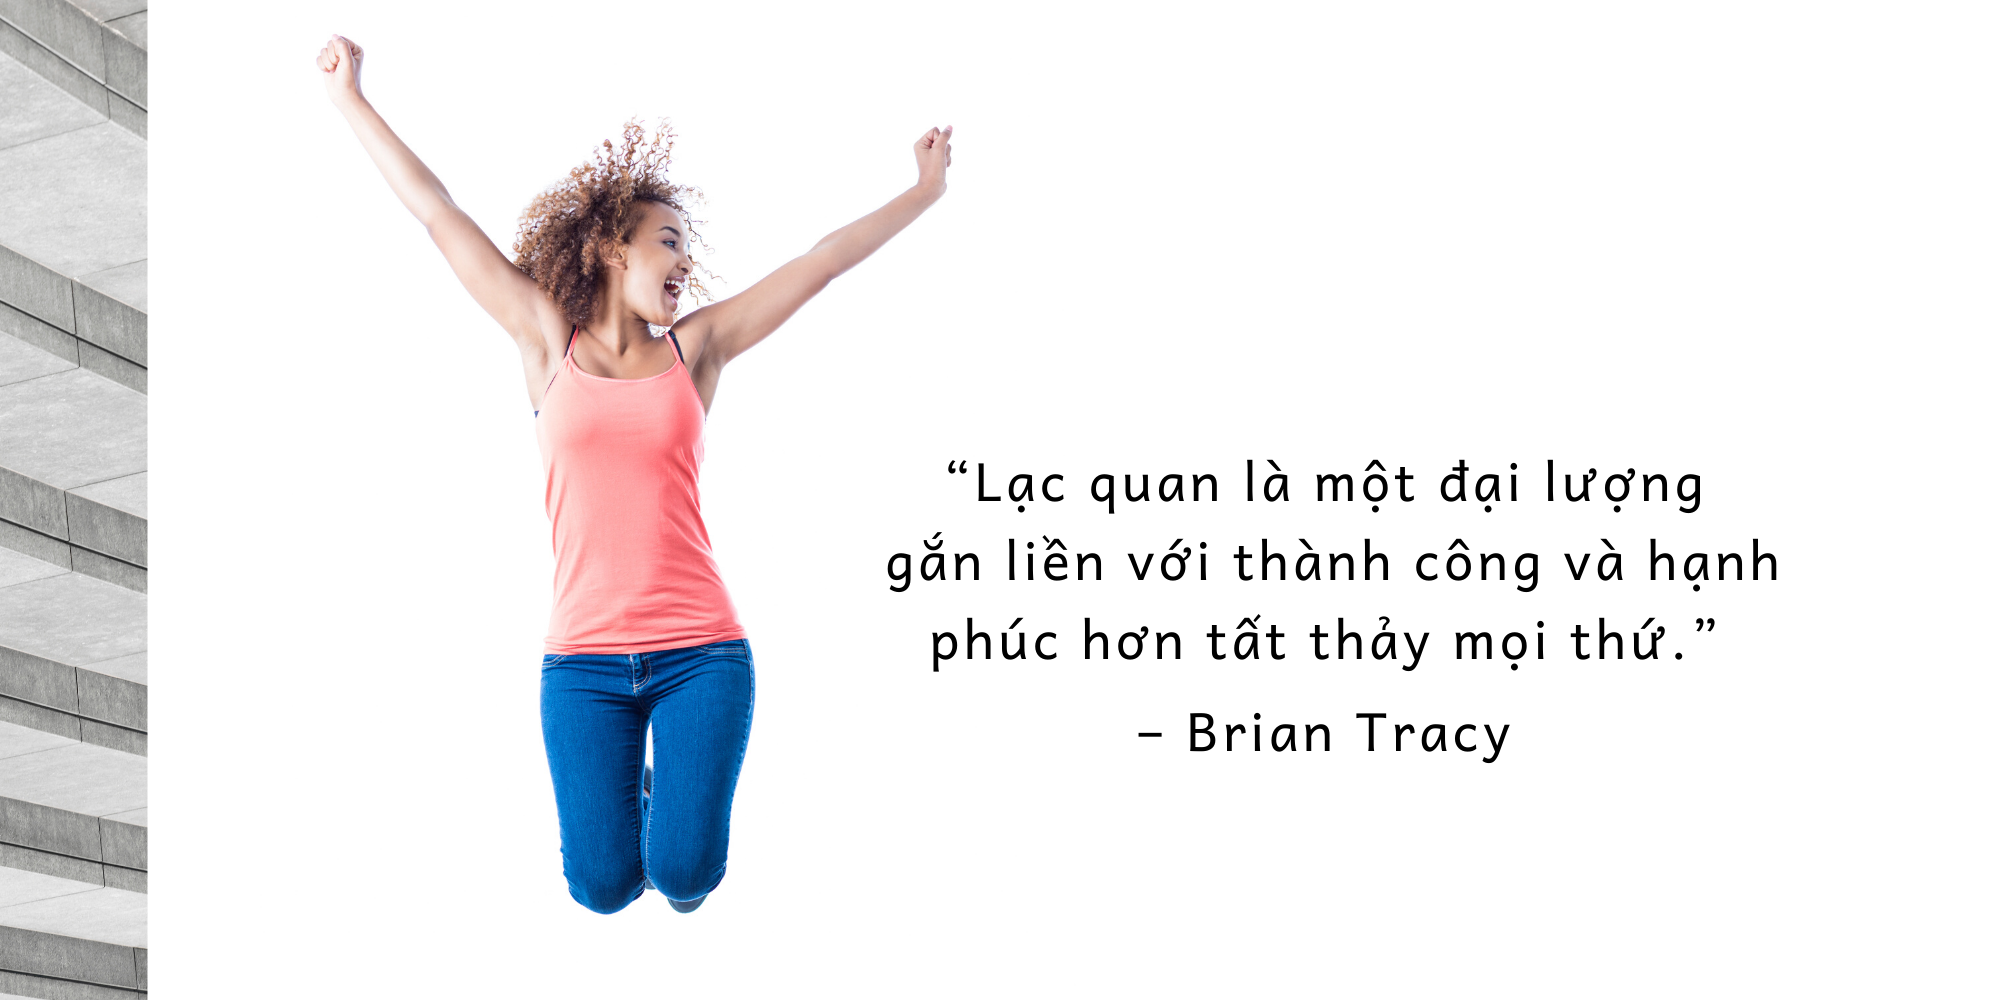 “Lạc quan là một đại lượng
gắn liền với thành công và hạnh
phúc hơn tất thảy mọi thứ.”
– Brian Tracy